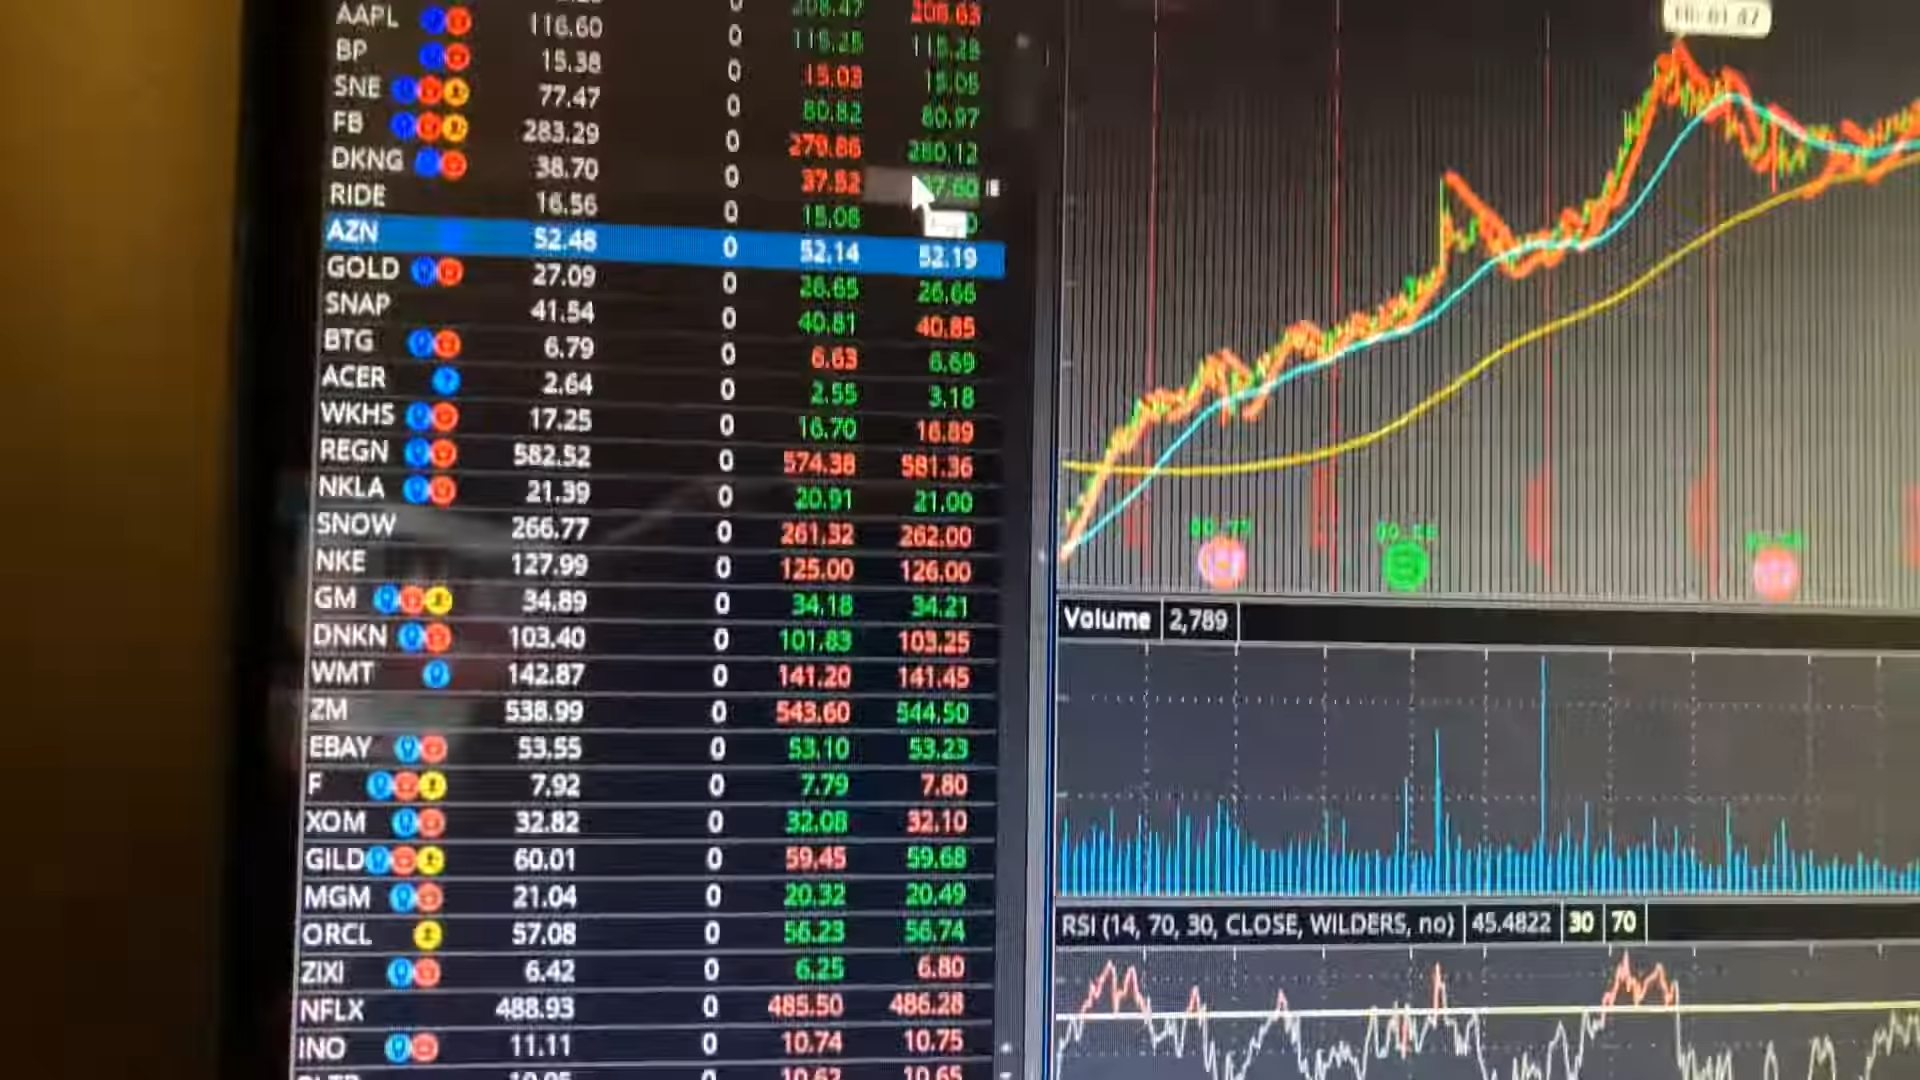 AAPL 116.60 0 115.25 115.28
BP 15.38 0 15.03 15.05
SNE 77.47 0 80.82 80.97
FB 283.29 0 279.86 280.12
DKNG 38.70 0 37.52 37.60
RIDE 16.56 0 15.06
AZN 52.48 0 52.14 52.19
GOLD 27.09 0 26.65 26.66
SNAP 41.54 0 40.81 40.85
BTG 6.79 0 6.63 6.69
ACER 2.64 0 2.55 3.18
WKHS 17.25 0 16.70 16.89
REGN 582.52 0 574.38 581.36
NKLA 21.39 0 20.91 21.00
SNOW 266.77 0 261.32 262.00
NKE 127.99 0 125.00 126.00
GM 34.89 0 34.18 34.21
DNKN 103.40 0 101.83 103.25
WMT 142.87 0 141.20 141.45
ZM 538.99 0 543.60 544.50
EBAY 53.55 0 53.10 53.23
F 7.92 0 7.79 7.80
XOM 32.82 0 32.08 32.10
GILD 60.01 0 59.45 59.68
MGM 21.04 0 20.32 20.49
ORCL 57.08 0 56.23 56.74
ZIXI 6.42 0 6.25 6.80
NFLX 488.93 0 485.50 486.28
INO 11.11 0 10.74 10.75
0 10.62 10.65
Volume 2,789
RSI (14, 70, 30, CLOSE, WILDERS, no) 45.4822 30 70